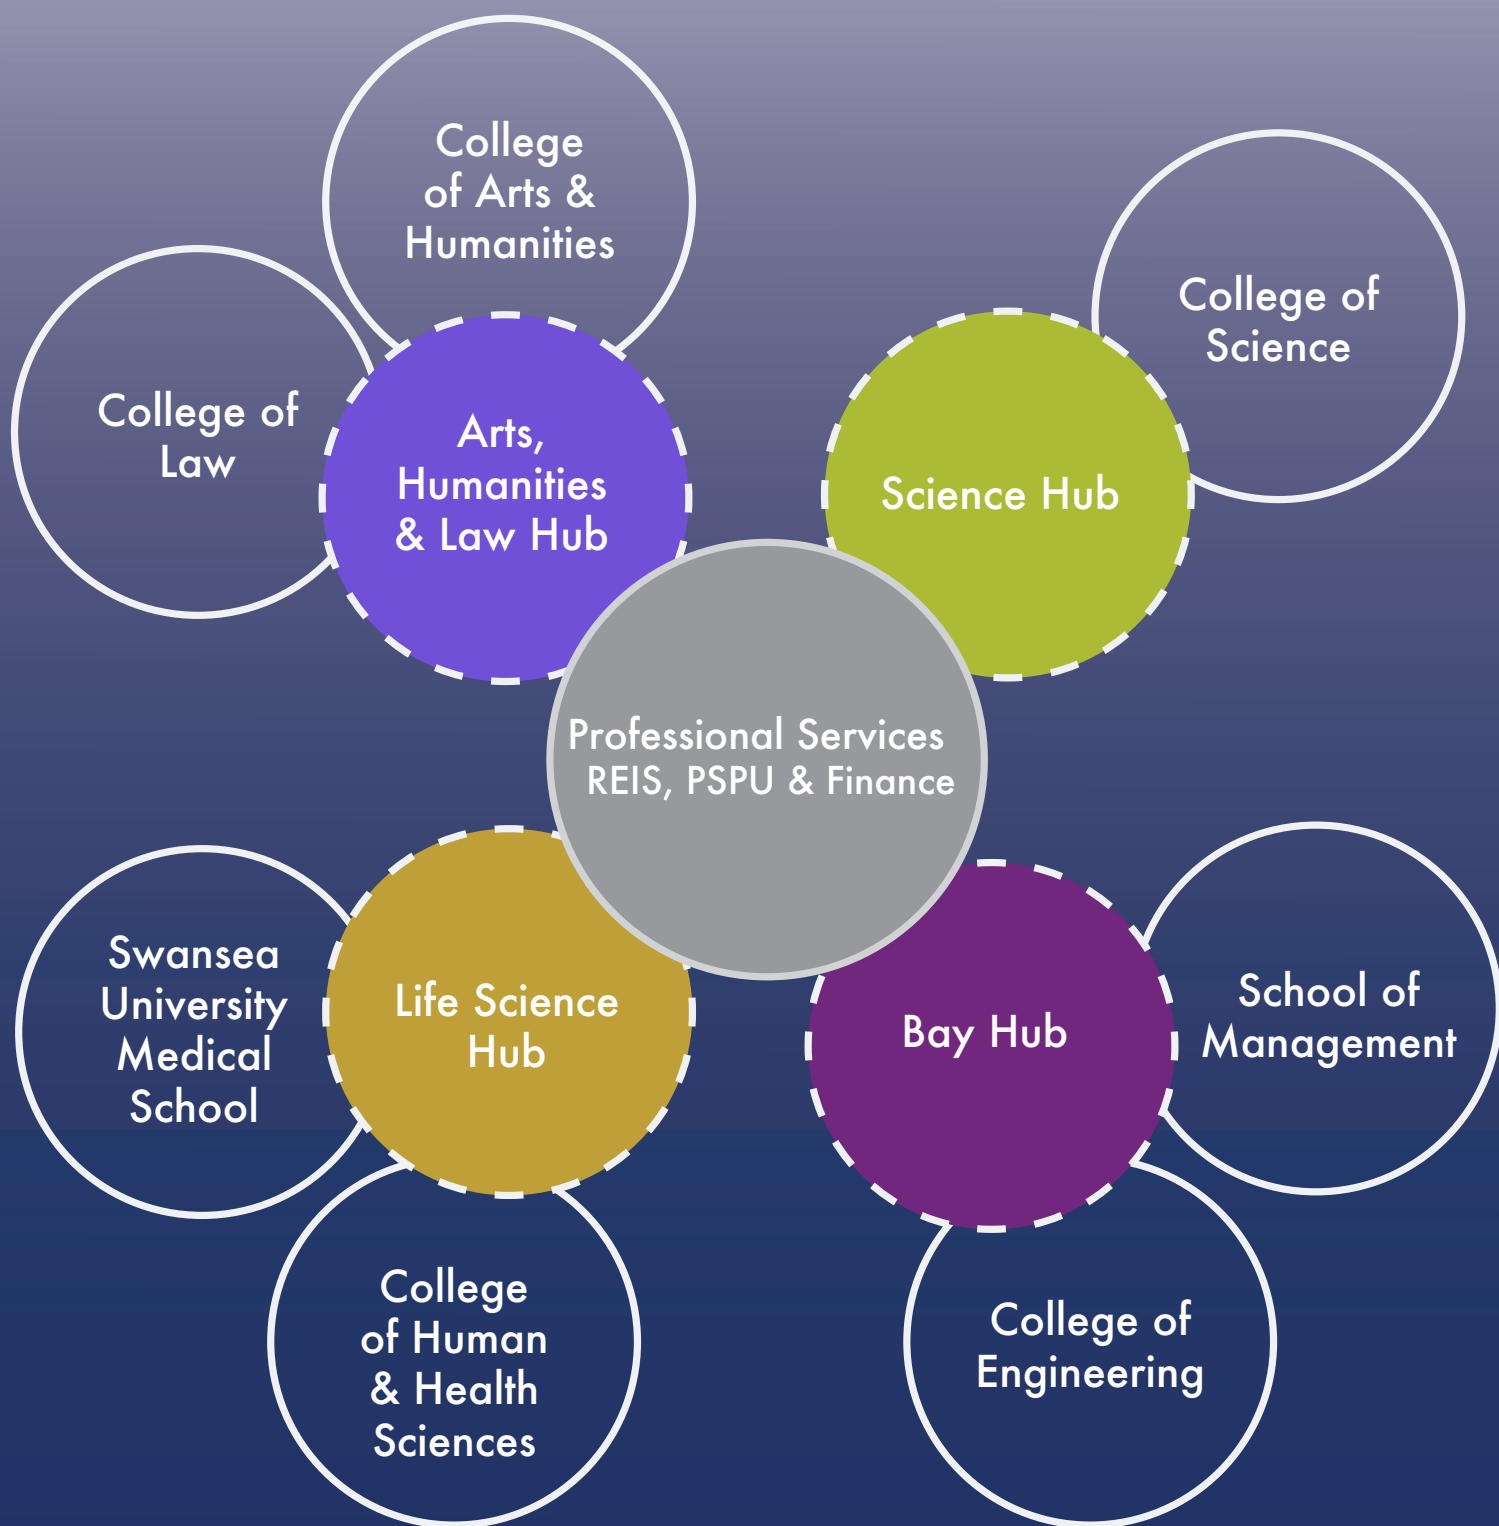 College
of Arts &
Humanities
College of
Science
College of
Law
Arts,
Humanities
& Law Hub
Science Hub
Professional Services
REIS, PSPU & Finance
Swansea
University
Medical
School
Life Science
Hub
Bay Hub
School of
Management
College
of Human
& Health
Sciences
College of
Engineering